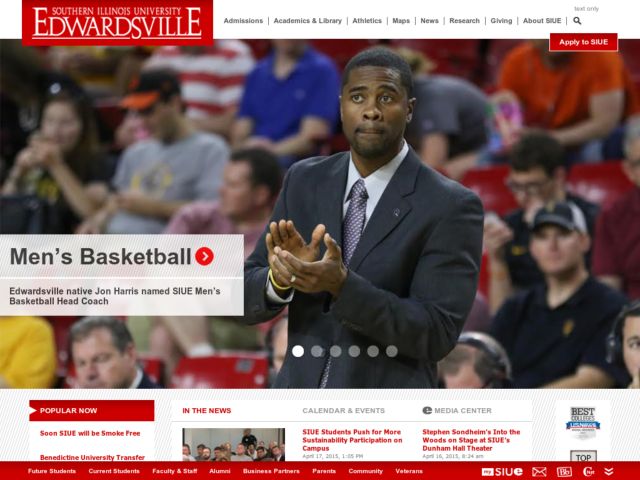 SOUTHERN ILLINOIS UNIVERSITY
EDWARDSVILLE
text only
Admissions
Academics & Library
Athletics
Maps
News
Research
Giving
About SIUE
Apply to SIUE
Men's Basketball
Edwardsville native Jon Harris named SIUE Men's
Basketball Head Coach
POPULAR NOW
Soon SIUE will be Smoke Free
Benedictine University Transfer
IN THE NEWS
CALENDAR & EVENTS
e MEDIA CENTER
SIUE Students Push for More
Sustainability Participation on
Campus
April 17, 2015, 1:05 PM
Stephen Sondheim's Into the
Woods on Stage at SIUE's
Dunham Hall Theater
April 16, 2015, 8:24 am
BEST
COLLEGES
U.S.NEWS
TOP
Future Students
Current Students
Faculty & Staff
Alumni
Business Partners
Parents
Community
Veterans
my SIUE
Bb